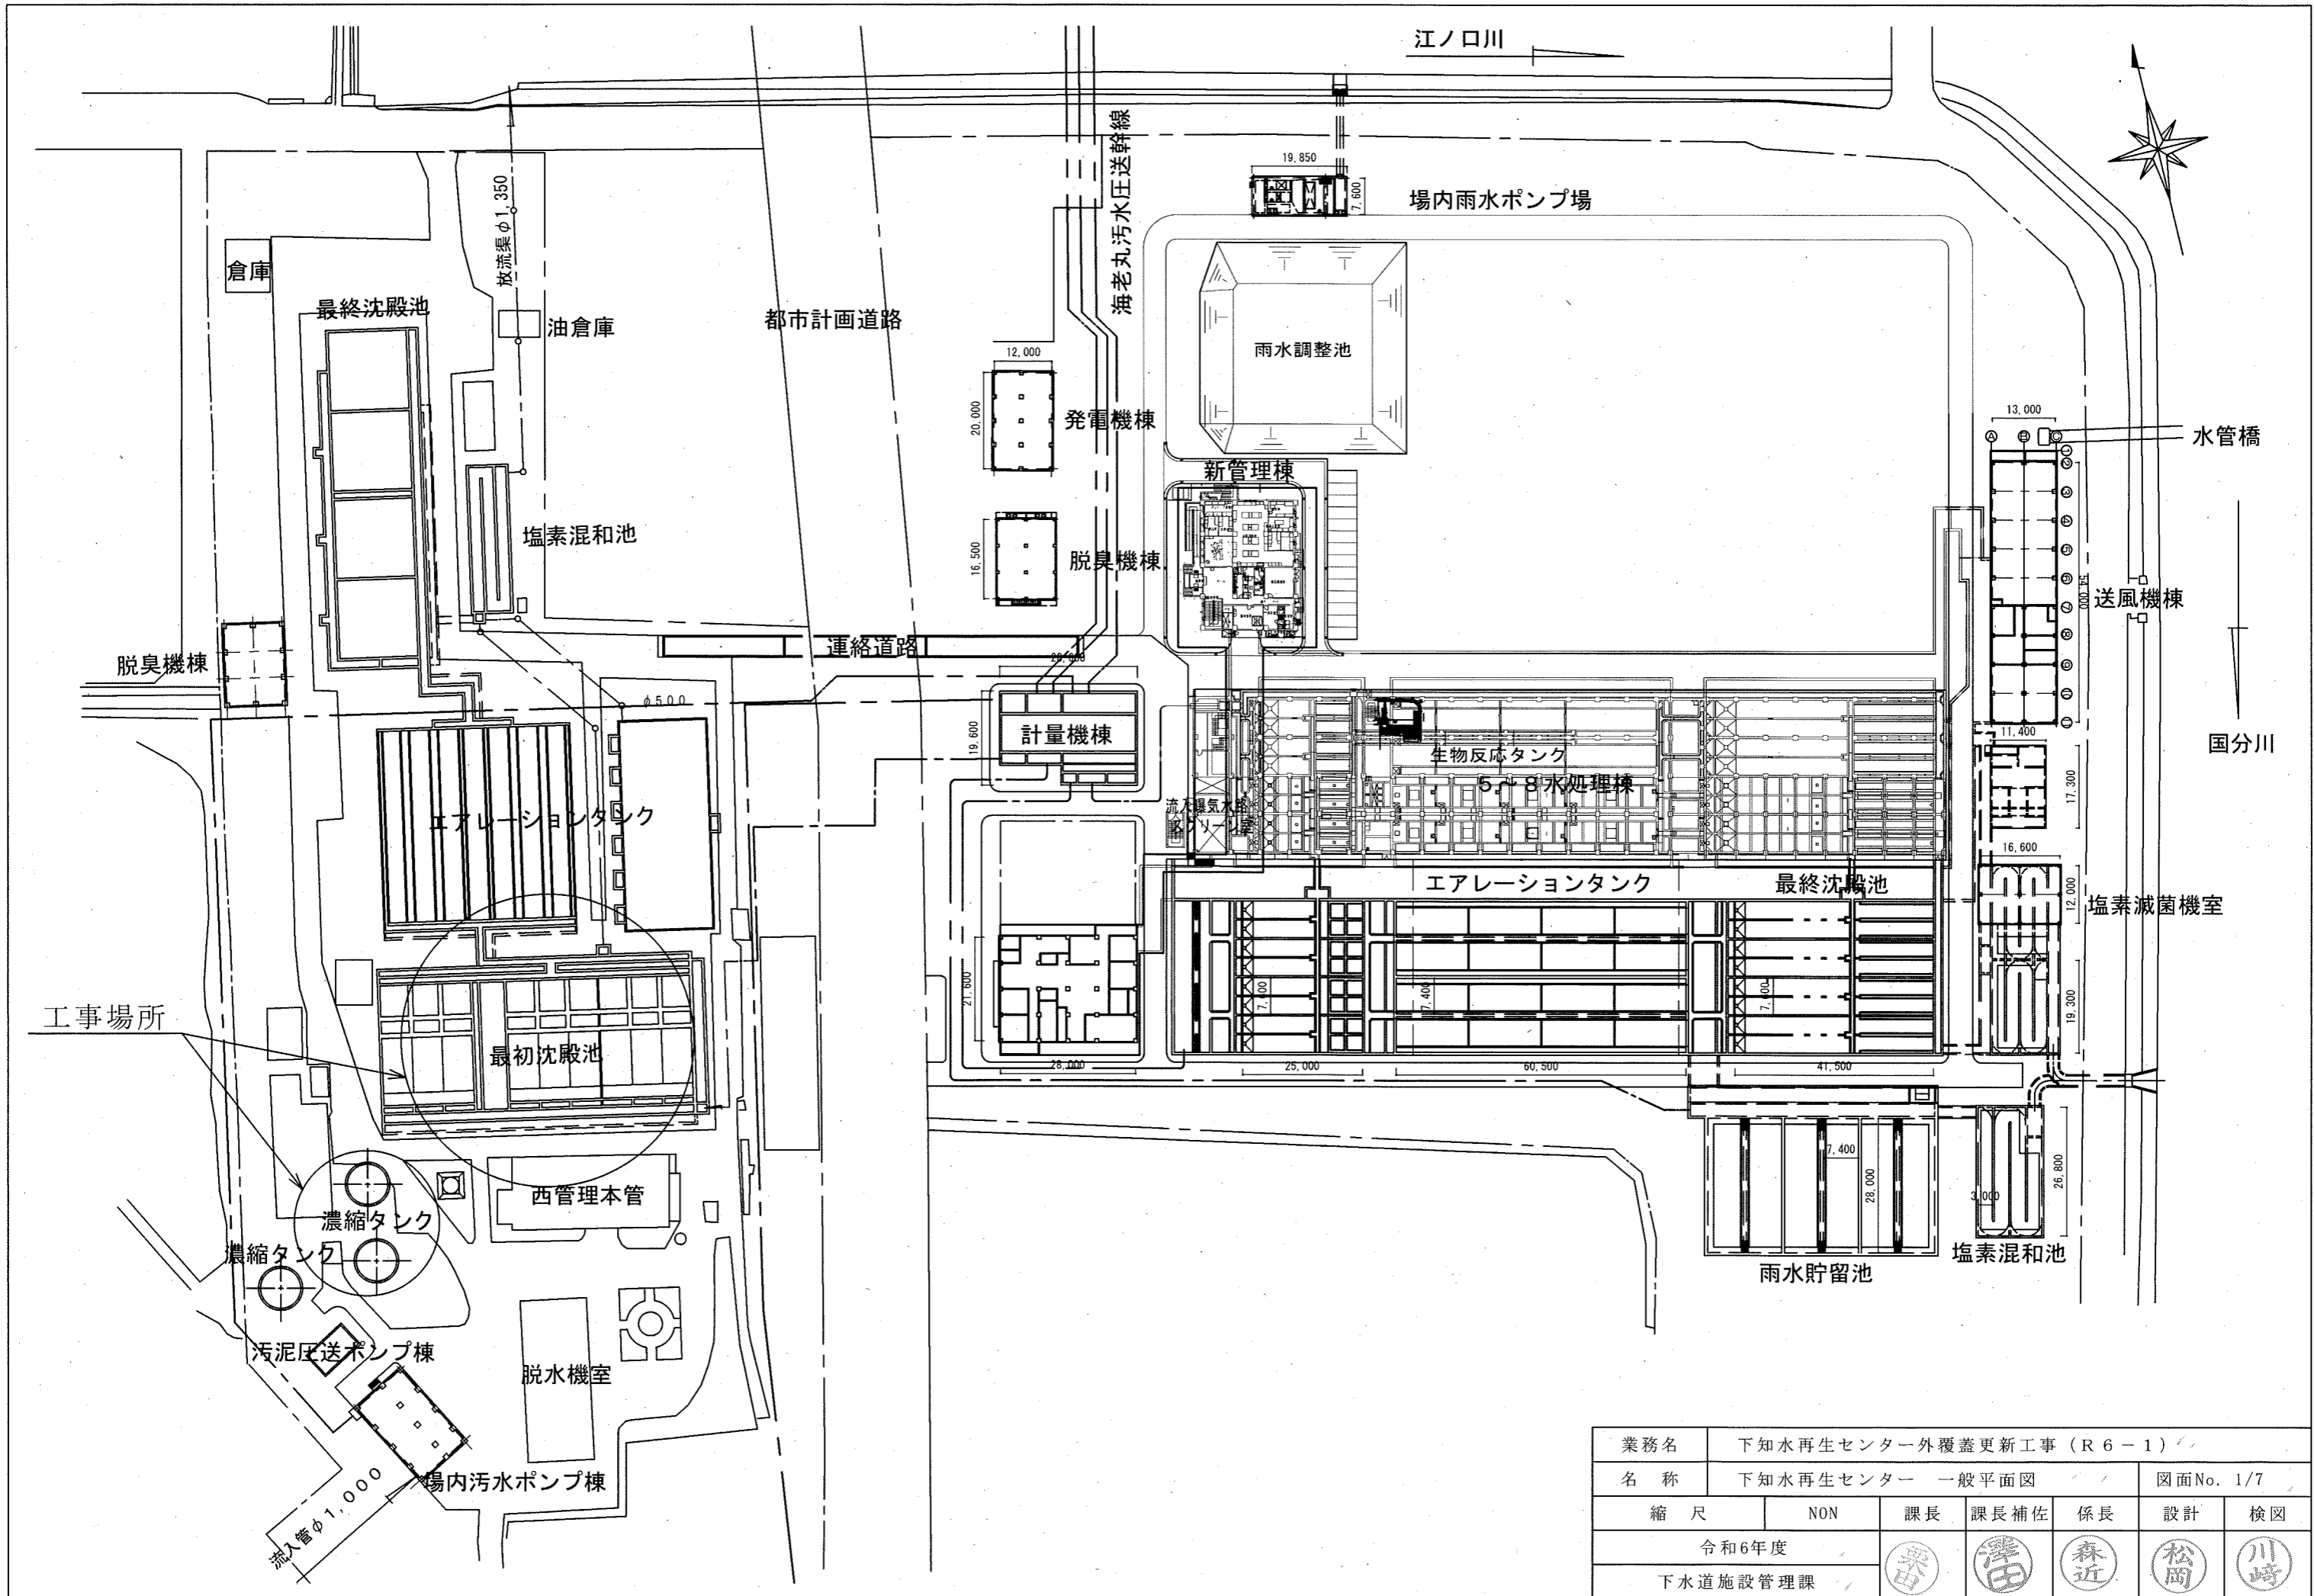 江ノ口川
海老丸汚水圧送幹線
19,850
7,600
場内雨水ポンプ場
放流渠φ1,350
倉庫
最終沈殿池
油倉庫
都市計画道路
雨水調整池
12,000
20,000
発電機棟
13,000
水管橋
新管理棟
塩素混和池
16,500
脱臭機棟
54,000
送風機棟
脱臭機棟
連絡道路
φ500
19,600
計量機棟
国分川
11,400
17,300
生物反応タンク
5～8水処理棟
流入曝気水路
エアレーションタンク
16,600
12,000
エアレーションタンク
最終沈殿池
塩素滅菌機室
21,600
7,400
19,300
工事場所
最初沈殿池
28,000
25,000
60,500
41,500
7,400
28,000
3,000
26,800
西管理本管
濃縮タンク
濃縮タンク
塩素混和池
雨水貯留池
汚泥圧送ポンプ棟
脱水機室
場内汚水ポンプ棟
流入管φ1,000
業務名 下知水再生センター外覆蓋更新工事（R6－1）
名 称 下知水再生センター 一般平面図 図面No. 1/7
縮 尺 NON 課長 課長補佐 係長 設計 検図
令和6年度
下水道施設管理課
澤田 森近 松岡 川崎